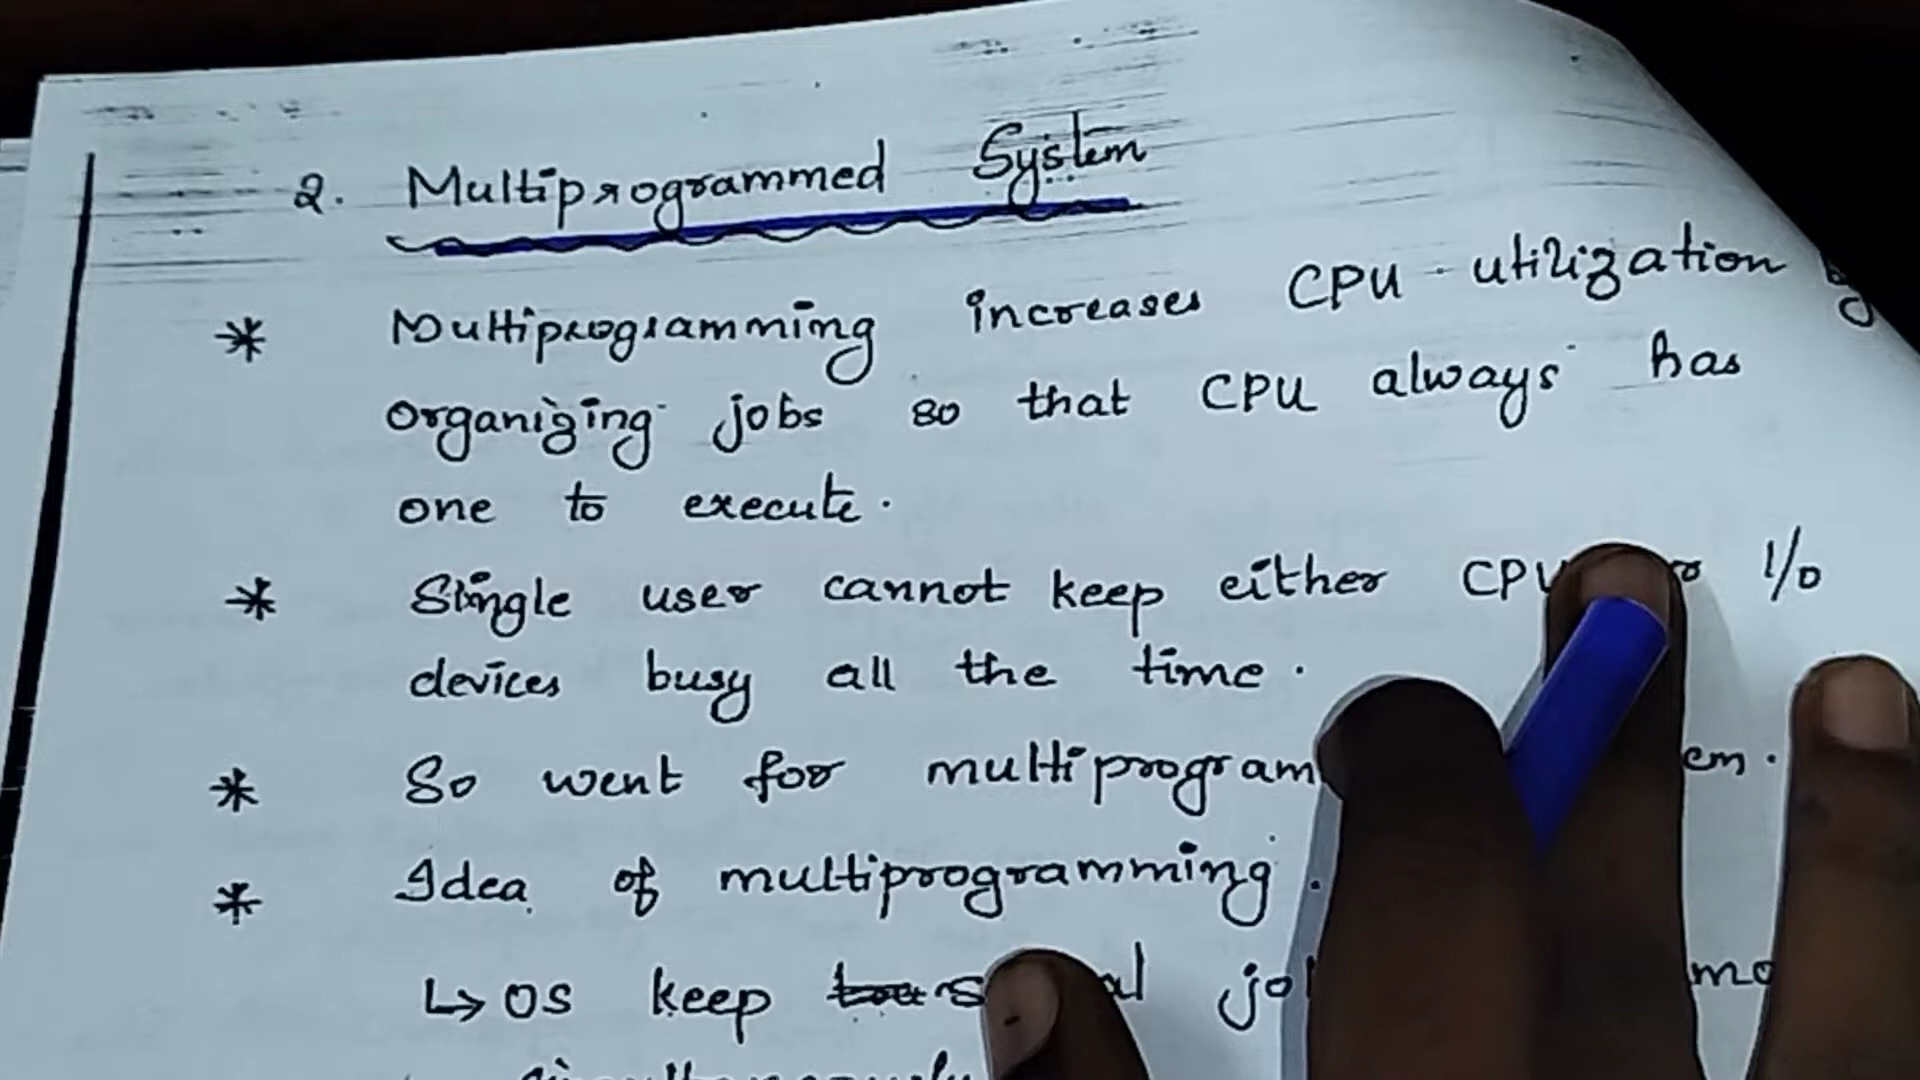 2. Multiprogrammed System
* Multiprogramming increases CPU utilization
organizing jobs so that CPU always has
one to execute.
* Single user cannot keep either CPU I/O
devices busy all the time.
* So went for multiprogram
* Idea of multiprogramming.
↳ OS keep
simultaneously